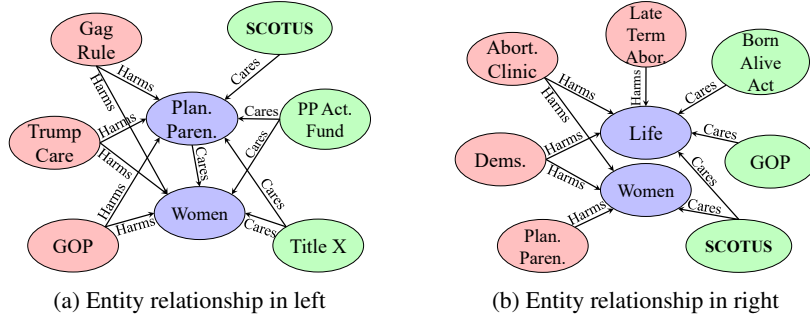 Gag
Rule
SCOTUS
Harms
Harms
Cares
Trump
Care
Harms
Harms
Plan.
Paren.
Cares
Cares
PP Act.
Fund
Cares
Cares
GOP
Harms
Harms
Women
Cares
Title X
(a) Entity relationship in left
Abort.
Clinic
Late
Term
Abor.
Born
Alive
Act
Harms
Harms
Harms
Cares
Dems.
Harms
Harms
Life
Cares
GOP
Women
Cares
Cares
Plan.
Paren.
Harms
SCOTUS
(b) Entity relationship in right